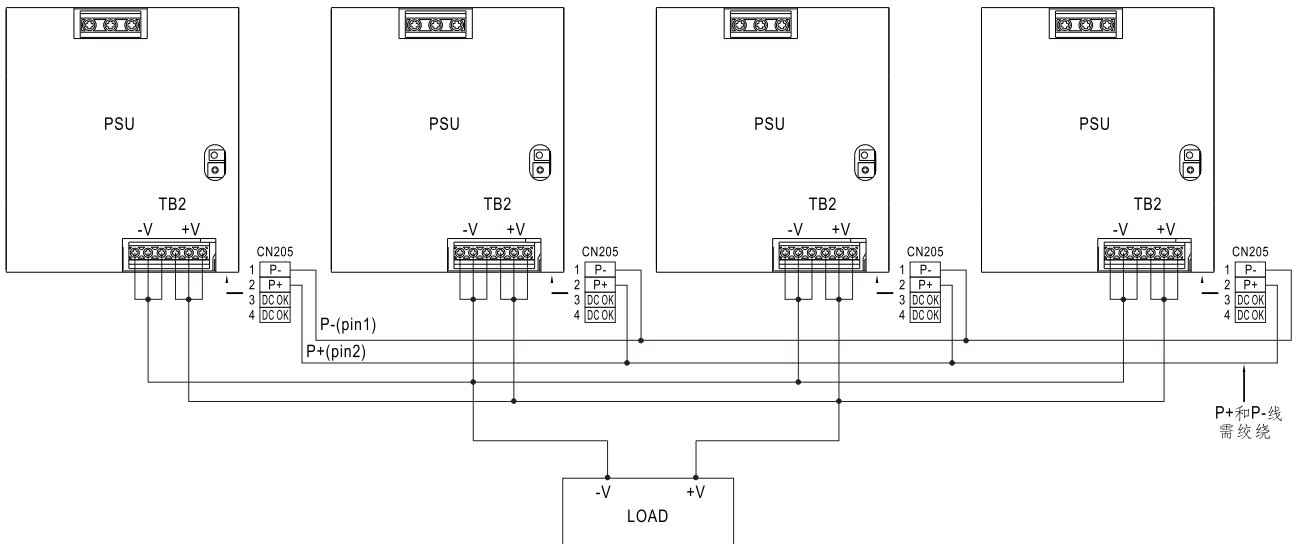 PSU PSU PSU PSU
TB2 TB2 TB2 TB2
-V +V -V +V -V +V -V +V
CN205 CN205 CN205 CN205
1 P- 1 P- 1 P- 1 P-
2 P+ 2 P+ 2 P+ 2 P+
3 DC OK 3 DC OK 3 DC OK 3 DC OK
4 DC OK 4 DC OK 4 DC OK 4 DC OK
P-(pin1)
P+(pin2)
P+和P-线
需绞绕
-V +V
LOAD